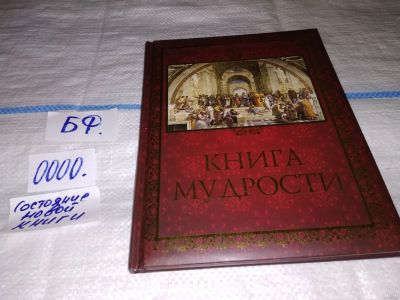 БФ.
0000.
Состояние
новой
книги
КНИГА
МУДРОСТИ